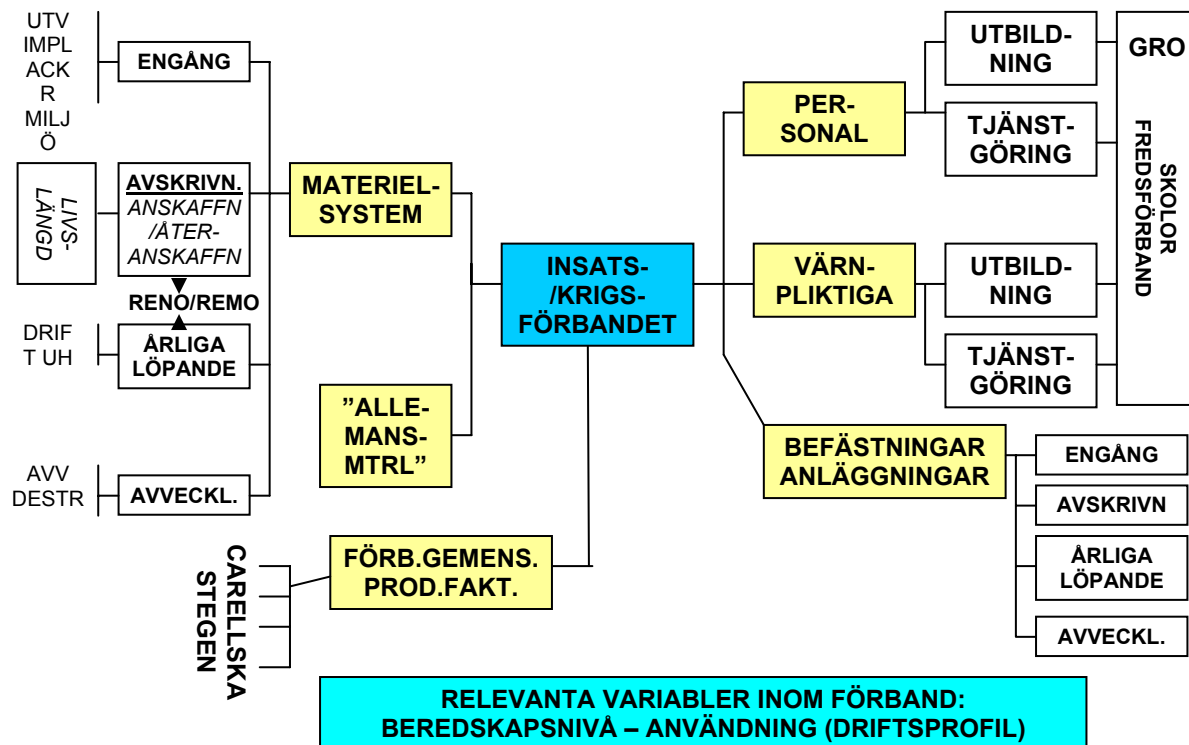 UTV
IMPL
ACK
R
MILJ
Ö
ENGÅNG
LIVS-
LÄNGD
AVSKRIVN.
ANSKAFFN
/ÅTER-
ANSKAFFN
RENO/REMO
DRIF
T UH
ÅRLIGA
LÖPANDE
AVV
DESTR
AVVECKL.
MATERIEL-
SYSTEM
”ALLE-
MANS-
MTRL”
CARELLSKA
STEGEN
FÖRB.GEMENS.
PROD.FAKT.
INSATS-
/KRIGS-
FÖRBANDET
PER-
SONAL
UTBILD-
NING
TJÄNST-
GÖRING
VÄRN-
PLIKTIGA
UTBILD-
NING
TJÄNST-
GÖRING
GRO
SKOLOR
FREDSFÖRBAND
BEFÄSTNINGAR
ANLÄGGNINGAR
ENGÅNG
AVSKRIVN
ÅRLIGA
LÖPANDE
AVVECKL.
RELEVANTA VARIABLER INOM FÖRBAND:
BEREDSKAPSNIVÅ – ANVÄNDNING (DRIFTSPROFIL)